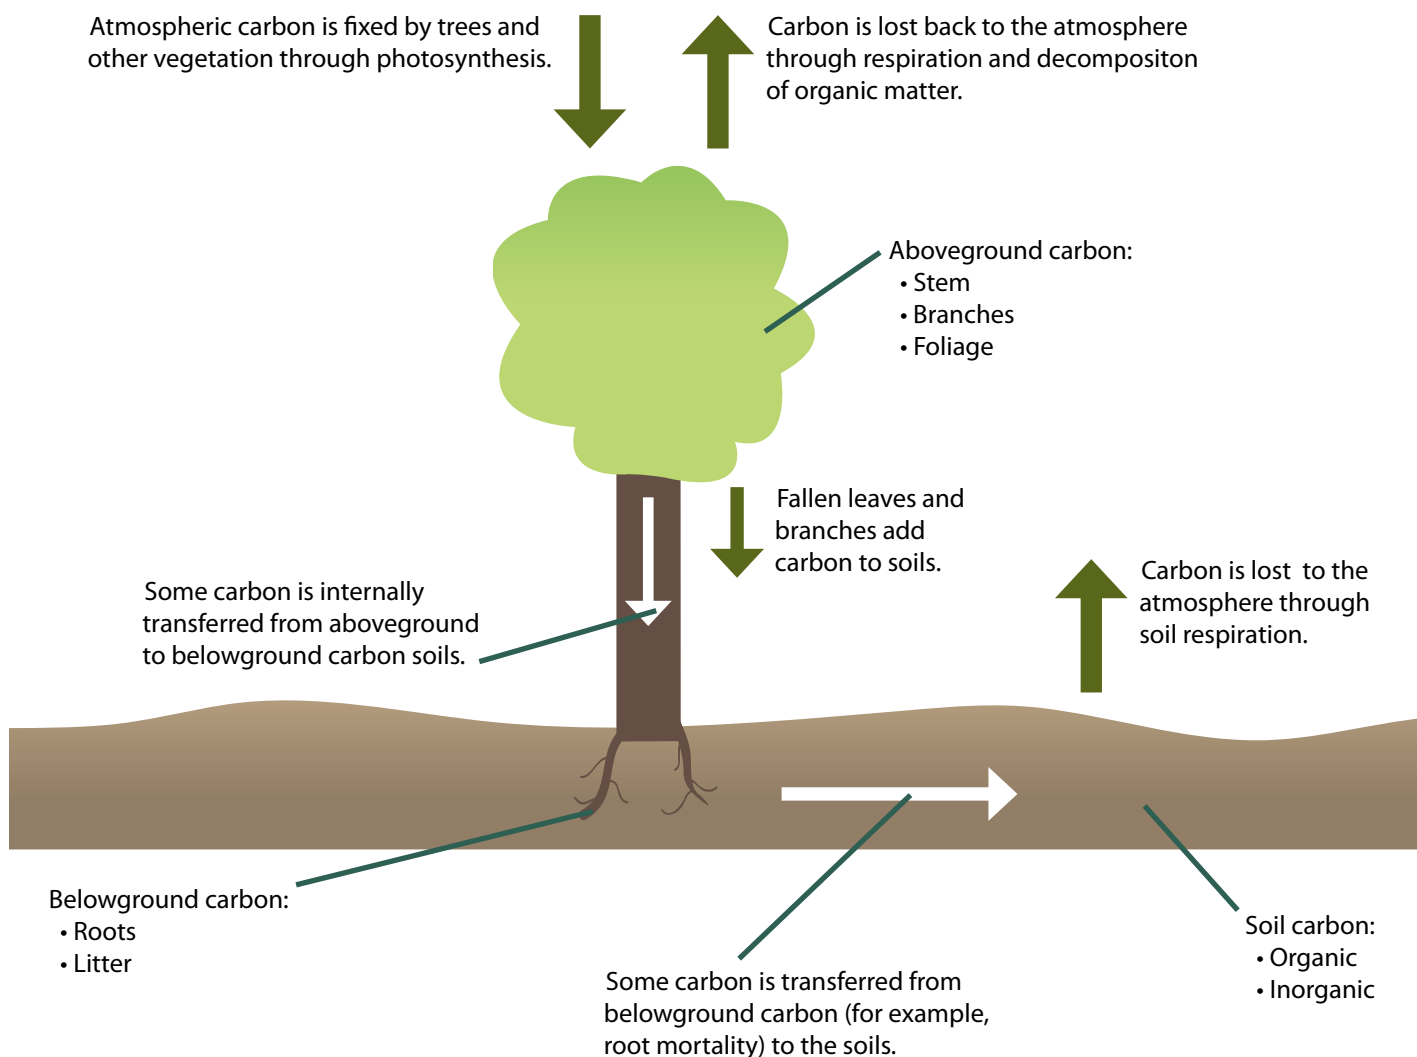 Atmospheric carbon is fixed by trees and
other vegetation through photosynthesis.
Carbon is lost back to the atmosphere
through respiration and decompositon
of organic matter.
Aboveground carbon:
• Stem
• Branches
• Foliage
Fallen leaves and
branches add
carbon to soils.
Some carbon is internally
transferred from aboveground
to belowground carbon soils.
Carbon is lost to the
atmosphere through
soil respiration.
Belowground carbon:
• Roots
• Litter
Some carbon is transferred from
belowground carbon (for example,
root mortality) to the soils.
Soil carbon:
• Organic
• Inorganic